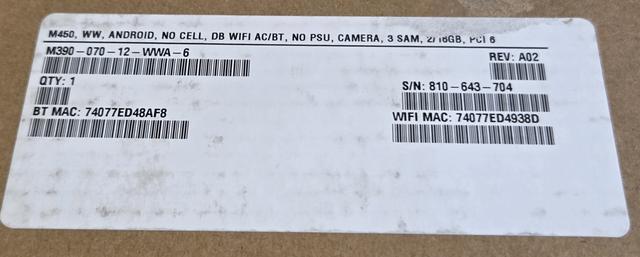 M450, WW, ANDROID, NO CELL, DB WIFI AC/BT, NO PSU, CAMERA, 3 SAM, 2/16GB, PCI 6
M390-070-12-WWA-6
REV: A02
QTY: 1
S/N: 810-643-704
BT MAC: 74077ED48AF8
WIFI MAC: 74077ED4938D